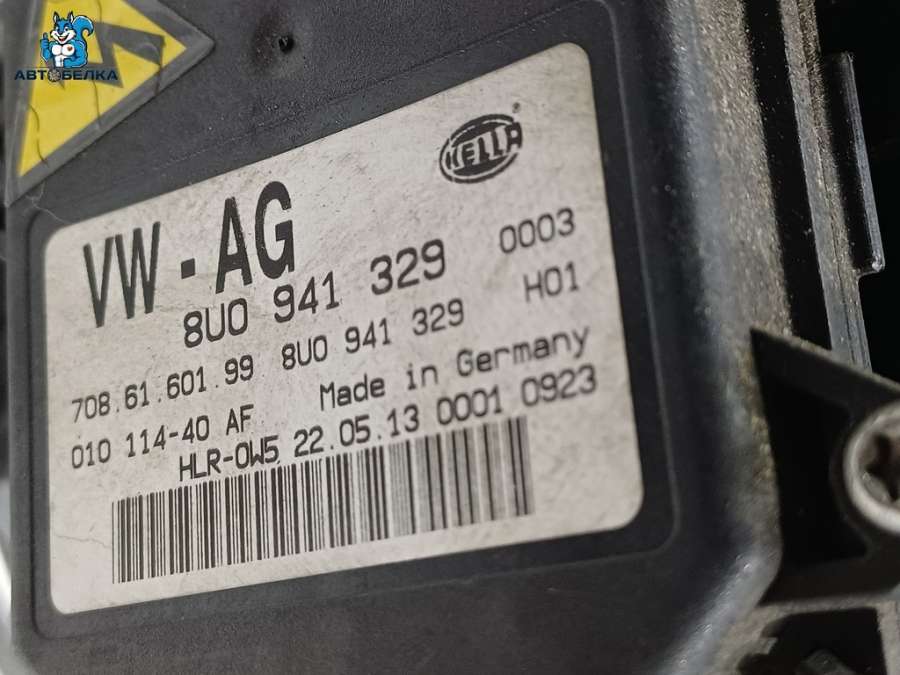 АВТОБЕЛКА
HELLA
®
VW - AG
8U0 941 329 0003
708.61.601.99 8U0 941 329 H01
010 114-40 AF Made in Germany
HLR-0W5 22.05.13 0001 0923